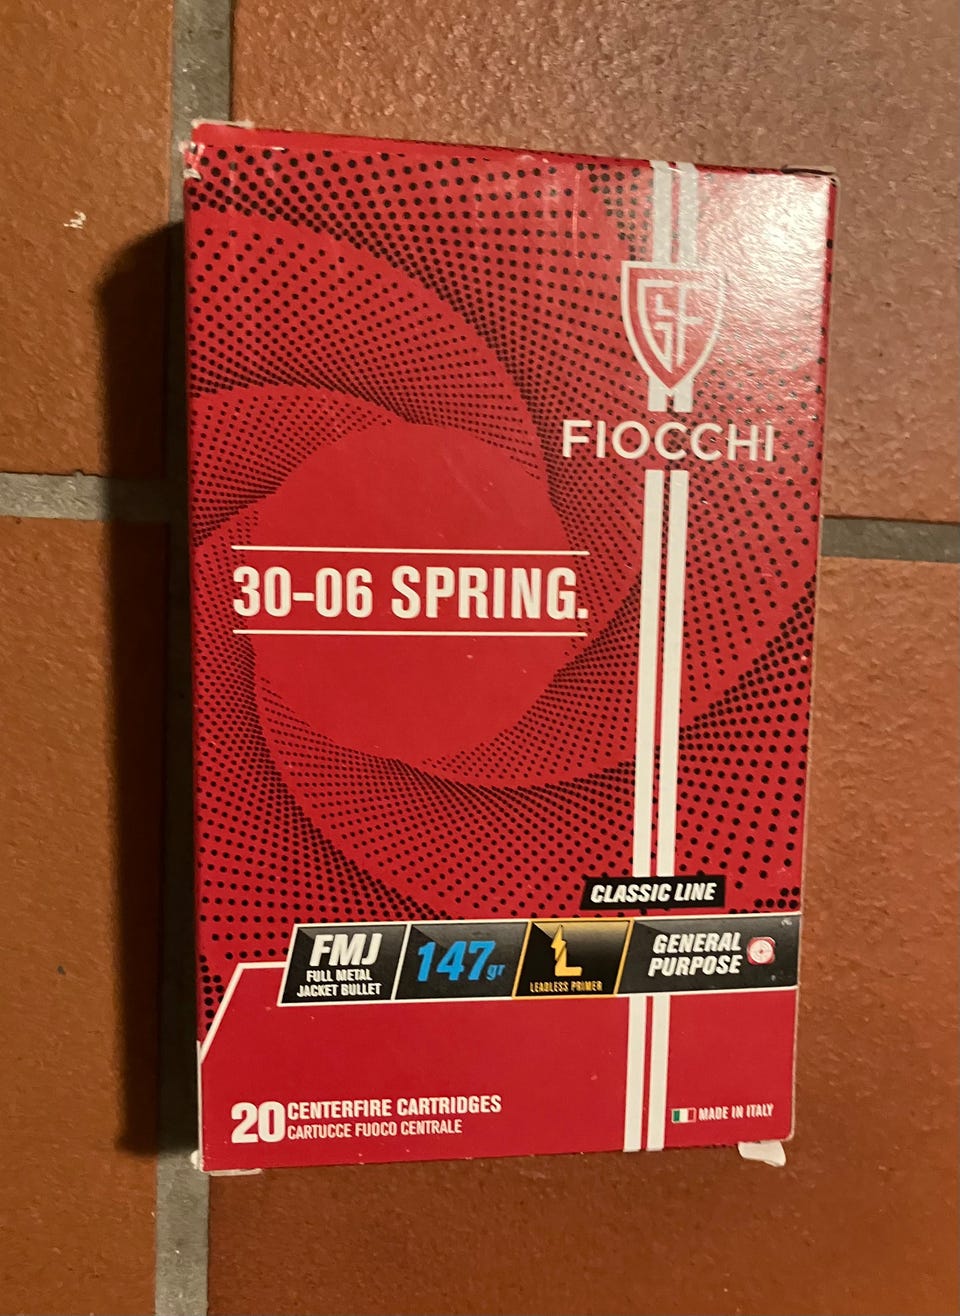 GF
FIOCCHI
30-06 SPRING.
CLASSIC LINE
FMJ
FULL METAL
JACKET BULLET
147gr
L
LEADLESS PRIMER
GENERAL
PURPOSE
20 CENTERFIRE CARTRIDGES
CARTUCCE FUOCO CENTRALE
MADE IN ITALY